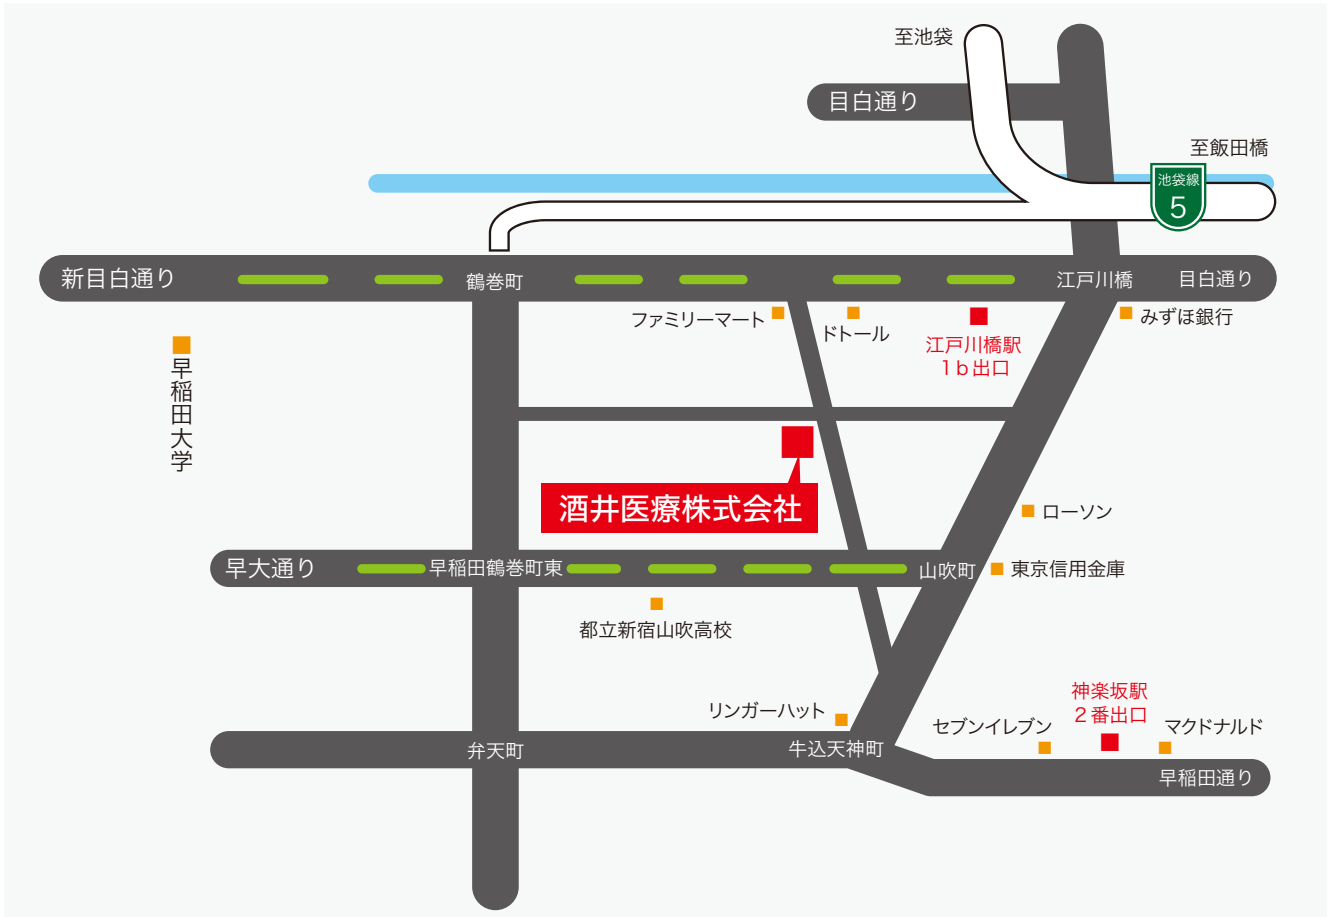 至池袋
目白通り
至飯田橋
池袋線
5
新目白通り
鶴巻町
江戸川橋
目白通り
ファミリーマート
ドトール
江戸川橋駅
1b出口
みずほ銀行
早稲田大学
酒井医療株式会社
ローソン
早大通り
早稲田鶴巻町東
山吹町
東京信用金庫
都立新宿山吹高校
リンガーハット
神楽坂駅
2番出口
セブンイレブン
マクドナルド
弁天町
牛込天神町
早稲田通り